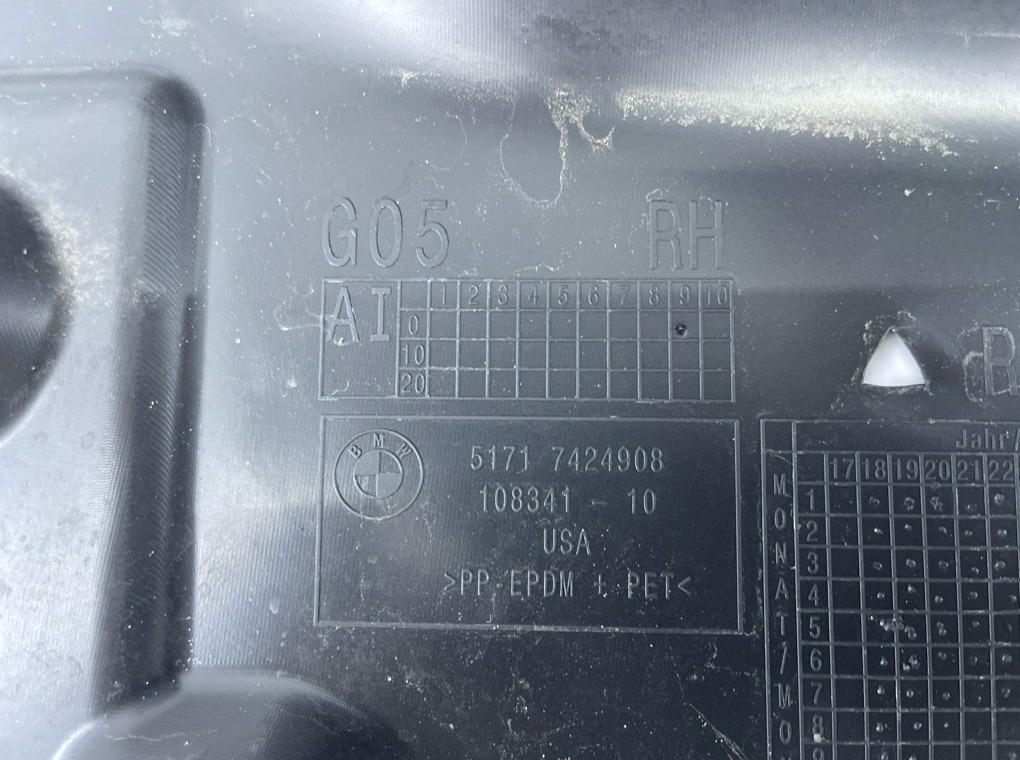 G05 RH
AI 1 2 3 4 5 6 7 8 9 10
0
10
20
BMW
5171 7424908
108341 - 10
USA
>PP-EPDM + PET<
Jahr/
17 18 19 20 21 22
MONAT/MO
1
2
3
4
5
6
7
8